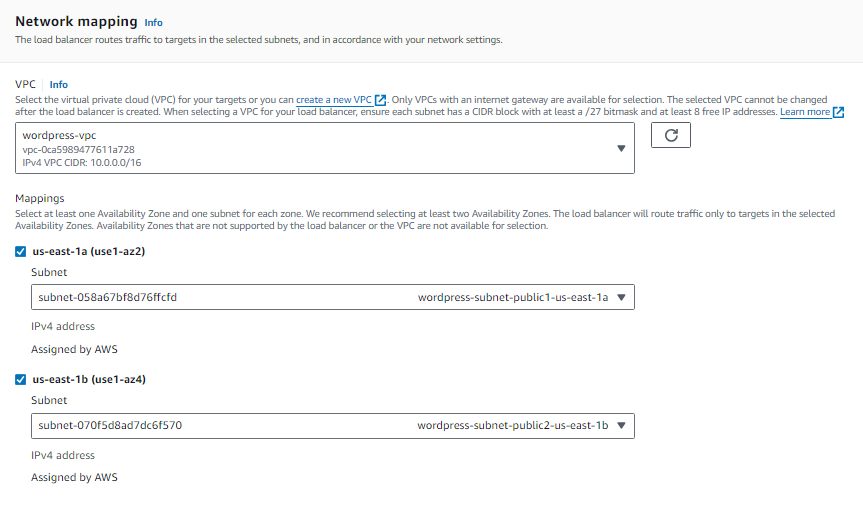 Network mapping Info
The load balancer routes traffic to targets in the selected subnets, and in accordance with your network settings.
VPC Info
Select the virtual private cloud (VPC) for your targets or you can create a new VPC. Only VPCs with an internet gateway are available for selection. The selected VPC cannot be changed
after the load balancer is created. When selecting a VPC for your load balancer, ensure each subnet has a CIDR block with at least a /27 bitmask and at least 8 free IP addresses. Learn more
wordpress-vpc
vpc-0ca5989477611a728
IPv4 VPC CIDR: 10.0.0.0/16
Mappings
Select at least one Availability Zone and one subnet for each zone. We recommend selecting at least two Availability Zones. The load balancer will route traffic only to targets in the selected
Availability Zones. Availability Zones that are not supported by the load balancer or the VPC are not available for selection.
us-east-1a (use1-az2)
Subnet
subnet-058a67bf8d76ffcfd wordpress-subnet-public1-us-east-1a
IPv4 address
Assigned by AWS
us-east-1b (use1-az4)
Subnet
subnet-070f5d8ad7dc6f570 wordpress-subnet-public2-us-east-1b
IPv4 address
Assigned by AWS